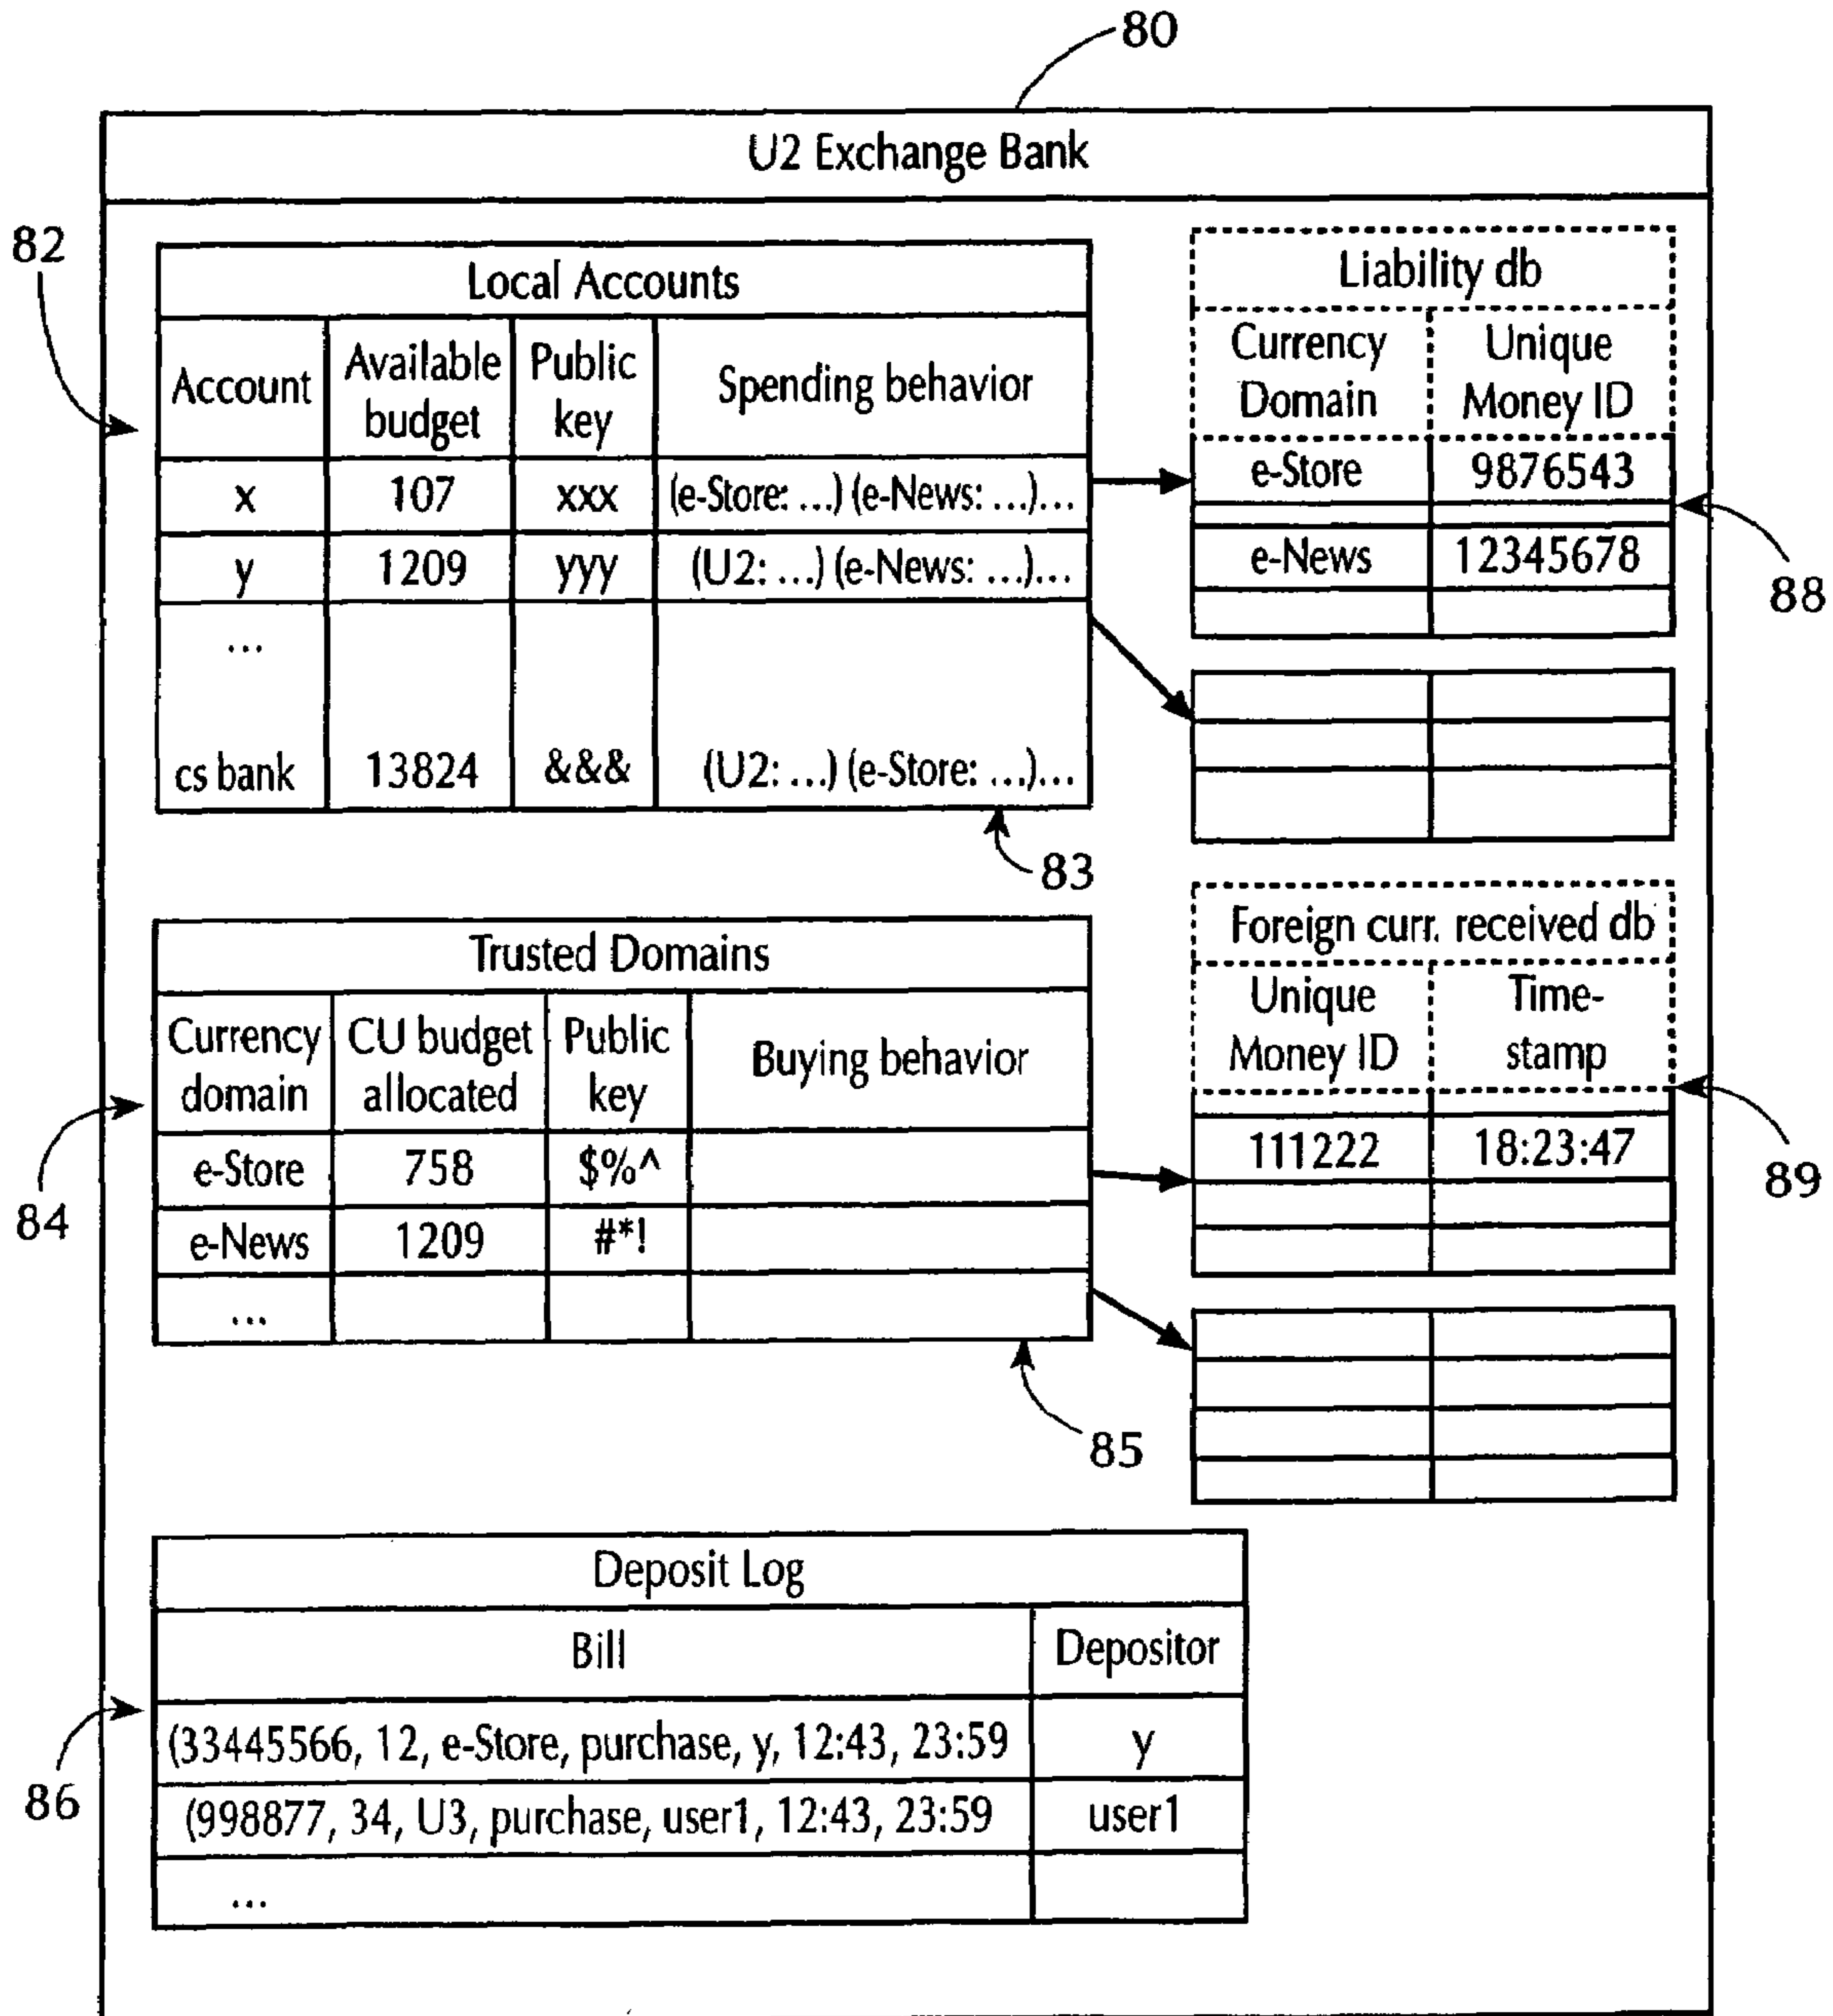 80
U2 Exchange Bank
82
Local Accounts
Account Available budget Public key Spending behavior
x 107 xxx (e-Store: ...) (e-News: ...)...
y 1209 yyy (U2: ...) (e-News: ...)...
...
cs bank 13824 &&& (U2: ...) (e-Store: ...)...
83
Liability db
Currency Domain Unique Money ID
e-Store 9876543
e-News 12345678
88
84
Trusted Domains
Currency domain CU budget allocated Public key Buying behavior
e-Store 758 $%^
e-News 1209 #*!
...
85
Foreign curr. received db
Unique Money ID Time-stamp
111222 18:23:47
89
86
Deposit Log
Bill Depositor
(33445566, 12, e-Store, purchase, y, 12:43, 23:59 y
(998877, 34, U3, purchase, user1, 12:43, 23:59 user1
...